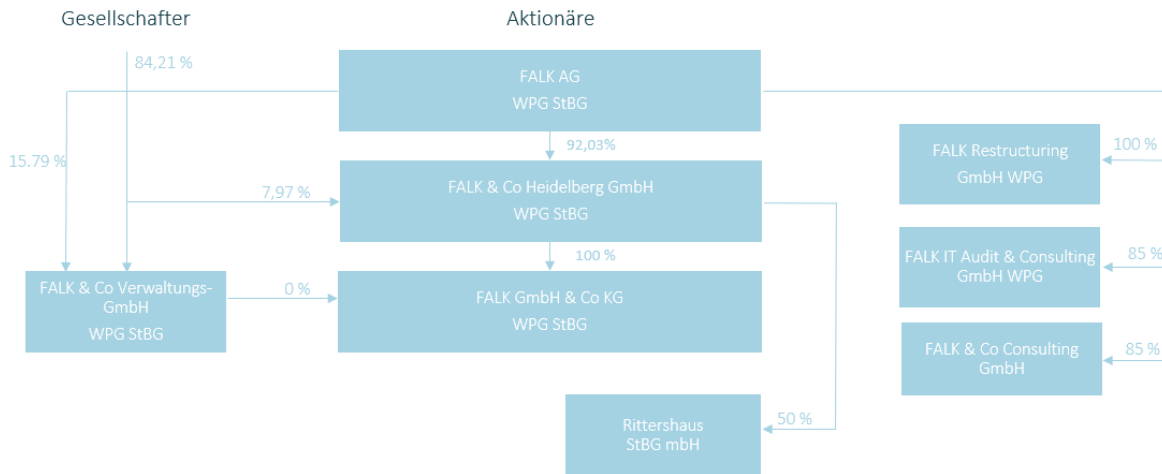 Gesellschafter
Aktionäre
84,21 %
FALK AG
WPG StBG
15.79 %
92,03%
FALK Restructuring
GmbH WPG
100 %
7,97 %
FALK & Co Heidelberg GmbH
WPG StBG
100 %
FALK IT Audit & Consulting
GmbH WPG
85 %
FALK & Co Verwaltungs-
GmbH
WPG StBG
0 %
FALK GmbH & Co KG
WPG StBG
FALK & Co Consulting
GmbH
85 %
Rittershaus
StBG mbH
50 %